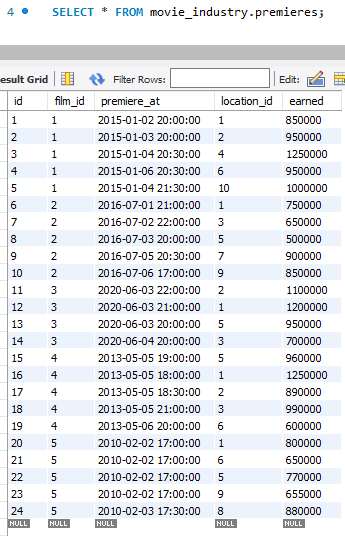 4 SELECT * FROM movie_industry.premieres;
esult Grid Filter Rows: Edit:
id film_id premiere_at location_id earned
1 1 2015-01-02 20:00:00 1 850000
2 1 2015-01-03 20:00:00 2 950000
3 1 2015-01-04 20:30:00 4 1250000
4 1 2015-01-06 20:30:00 6 950000
5 1 2015-01-04 21:30:00 10 1000000
6 2 2016-07-01 21:00:00 1 750000
7 2 2016-07-02 22:00:00 3 650000
8 2 2016-07-03 20:00:00 5 500000
9 2 2016-07-05 20:30:00 7 900000
10 2 2016-07-06 17:00:00 9 850000
11 3 2020-06-03 22:00:00 2 1100000
12 3 2020-06-03 21:00:00 1 1200000
13 3 2020-06-03 20:00:00 5 950000
14 3 2020-06-04 20:00:00 3 700000
15 4 2013-05-05 19:00:00 5 960000
16 4 2013-05-05 18:00:00 1 1250000
17 4 2013-05-05 18:30:00 2 890000
18 4 2013-05-05 21:00:00 3 990000
19 4 2013-05-06 20:00:00 6 600000
20 5 2010-02-02 17:00:00 1 800000
21 5 2010-02-02 17:00:00 6 650000
22 5 2010-02-02 17:00:00 5 770000
23 5 2010-02-02 17:00:00 9 655000
24 5 2010-02-03 17:30:00 8 880000
NULL NULL NULL NULL NULL